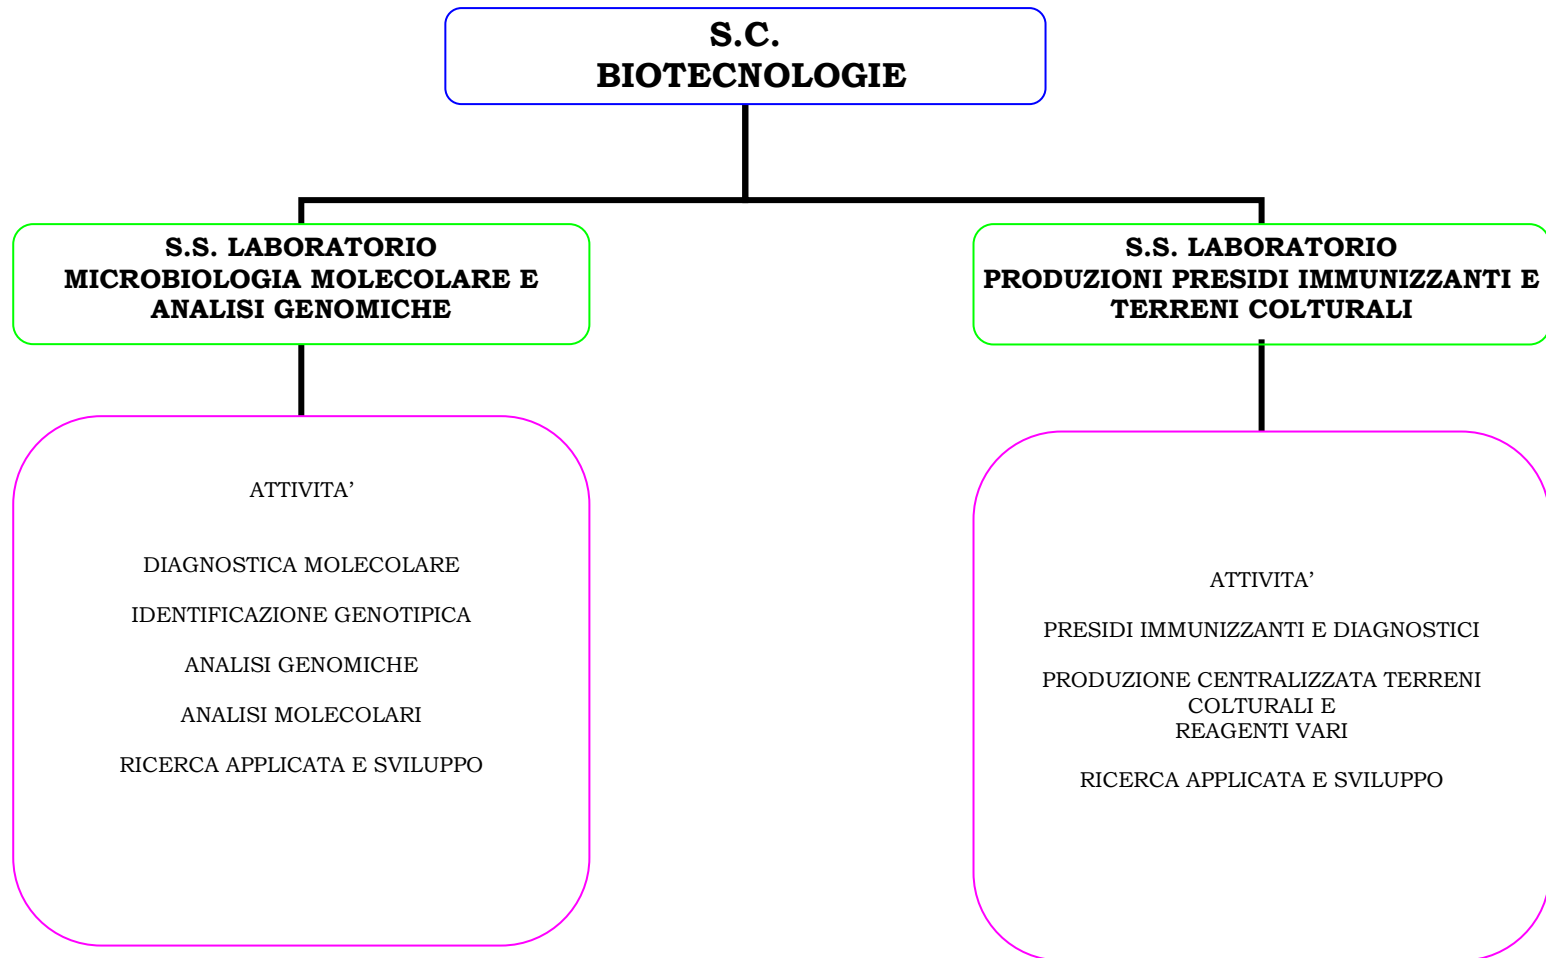 S.C.
BIOTECNOLOGIE
S.S. LABORATORIO
MICROBIOLOGIA MOLECOLARE E
ANALISI GENOMICHE
S.S. LABORATORIO
PRODUZIONI PRESIDI IMMUNIZZANTI E
TERRENI COLTURALI
ATTIVITA’
DIAGNOSTICA MOLECOLARE
IDENTIFICAZIONE GENOTIPICA
ANALISI GENOMICHE
ANALISI MOLECOLARI
RICERCA APPLICATA E SVILUPPO
ATTIVITA’
PRESIDI IMMUNIZZANTI E DIAGNOSTICI
PRODUZIONE CENTRALIZZATA TERRENI
COLTURALI E
REAGENTI VARI
RICERCA APPLICATA E SVILUPPO